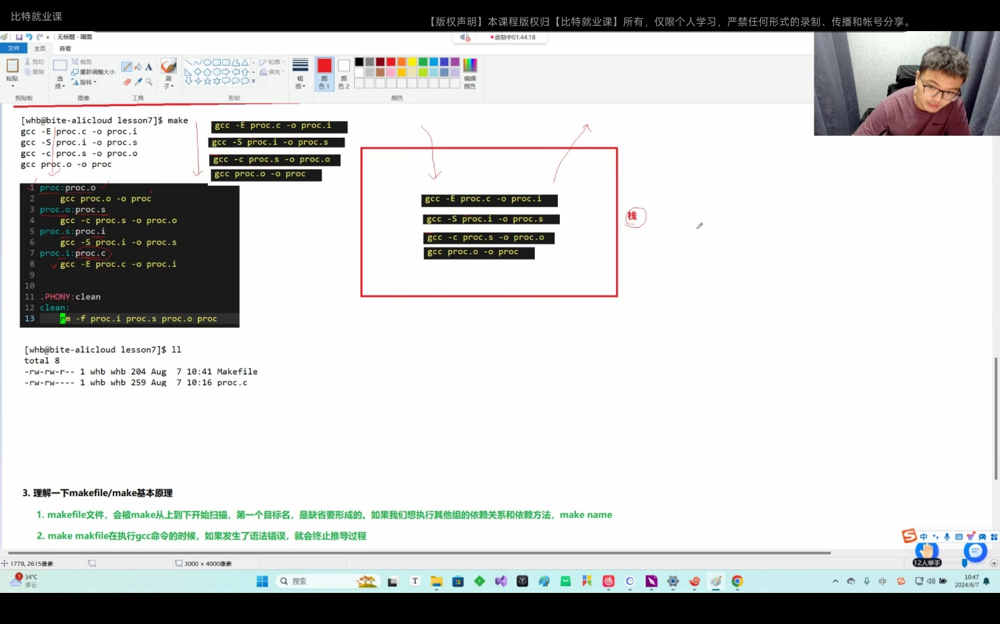 比特就业课
【版权声明】本课程版权归【比特就业课】所有，仅限个人学习，严禁任何形式的录制、传播和帐号分享。
无标题 - 画图
录制中01:44:18
文件 主页 查看
粘贴 剪切 复制
选择 裁剪 重新调整大小 旋转
刷子
轮廓 填充
粗细
颜色 1 颜色 2
编辑颜色
剪贴板 图像 工具 形状 颜色
[whb@bite-alicloud lesson7]$ make
gcc -E proc.c -o proc.i
gcc -S proc.i -o proc.s
gcc -c proc.s -o proc.o
gcc proc.o -o proc
gcc -E proc.c -o proc.i
gcc -S proc.i -o proc.s
gcc -c proc.s -o proc.o
gcc proc.o -o proc
1 proc:proc.o
2 gcc proc.o -o proc
3 proc.o:proc.s
4 gcc -c proc.s -o proc.o
5 proc.s:proc.i
6 gcc -S proc.i -o proc.s
7 proc.i:proc.c
8 gcc -E proc.c -o proc.i
9
10
11 .PHONY:clean
12 clean:
13 rm -f proc.i proc.s proc.o proc
gcc -E proc.c -o proc.i
gcc -S proc.i -o proc.s
gcc -c proc.s -o proc.o
gcc proc.o -o proc
栈
[whb@bite-alicloud lesson7]$ ll
total 8
-rw-rw-r-- 1 whb whb 204 Aug  7 10:41 Makefile
-rw-rw---- 1 whb whb 259 Aug  7 10:16 proc.c
3. 理解一下makefile/make基本原理
1. makefile文件，会被make从上到下开始扫描，第一个目标名，是缺省要形成的。如果我们想执行其他组的依赖关系和依赖方法，make name
2. make makfile在执行gcc命令的时候，如果发生了语法错误，就会终止推导过程
中
12人举手
1778, 2615像素
3000 × 4000像素
1
34°C
多云
搜索
10:47
2024/8/7